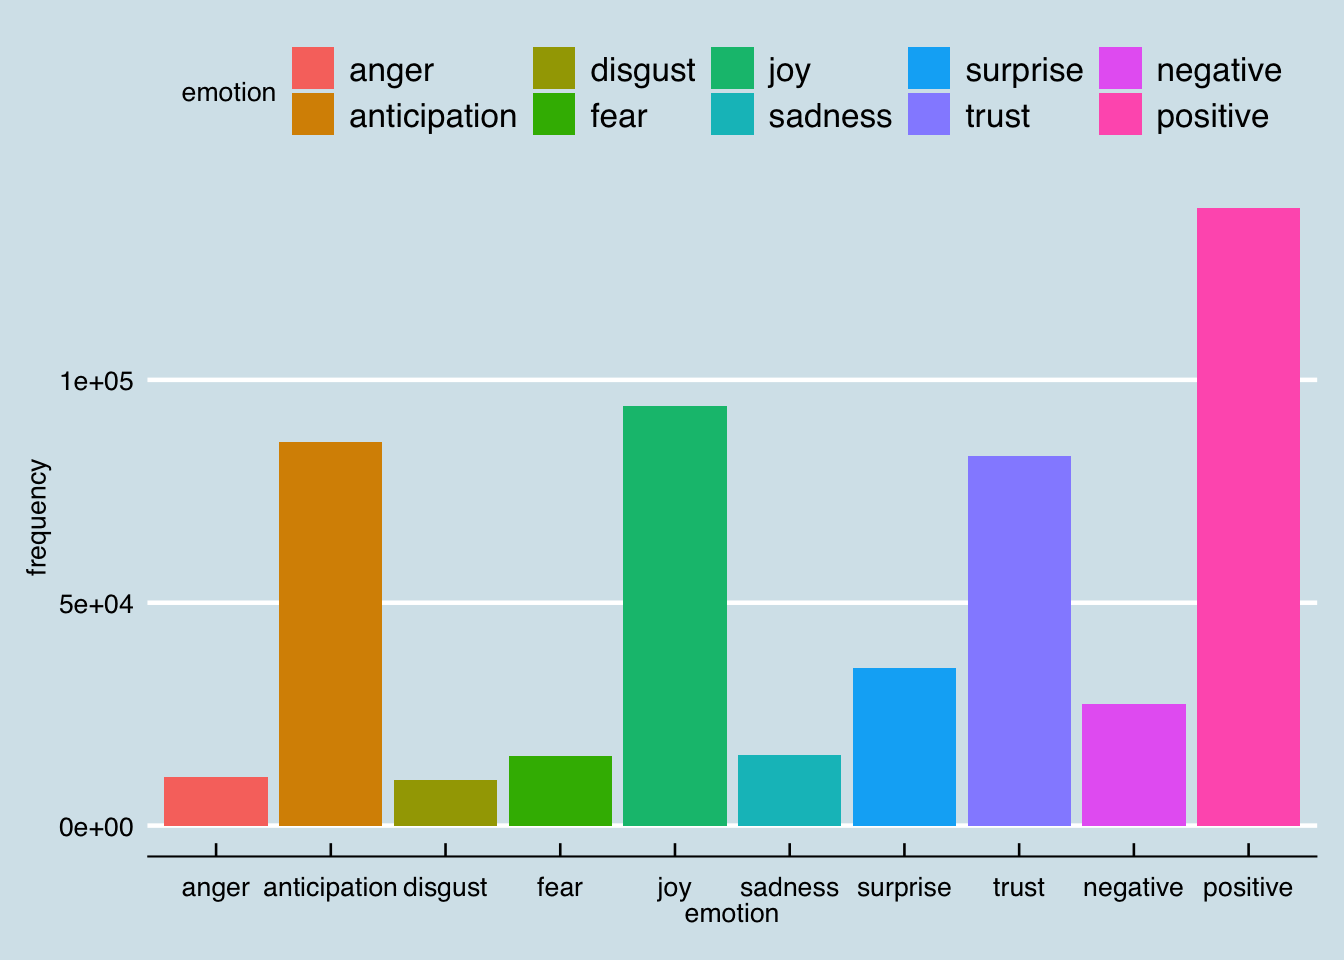 emotion
anger disgust joy surprise negative
anticipation fear sadness trust positive
1e+05
5e+04
0e+00
frequency
anger anticipation disgust fear joy sadness surprise trust negative positive
emotion